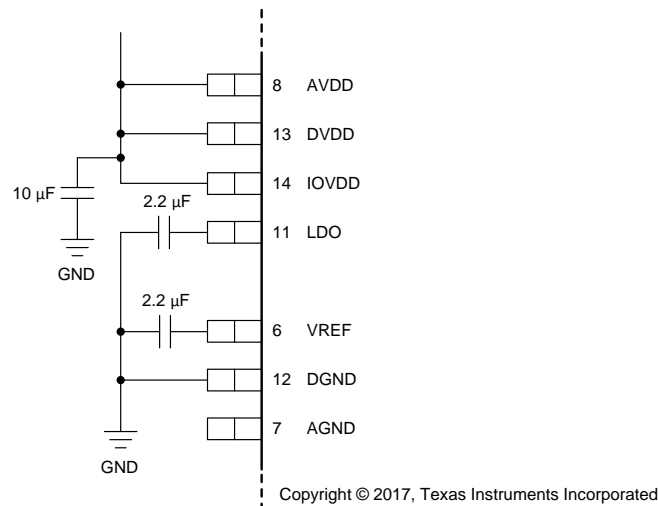 8 AVDD
13 DVDD
14 IOVDD
10 µF
2.2 µF
11 LDO
GND
2.2 µF
6 VREF
12 DGND
7 AGND
GND
Copyright © 2017, Texas Instruments Incorporated